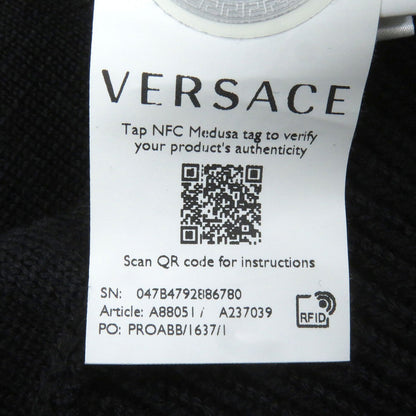 VERSACE
Tap NFC Medusa tag to verify
your product's authenticity
Scan QR code for instructions
SN: 047B4792886780
Article: A88051 / A237039
PO: PROABB/1637/1
RFID